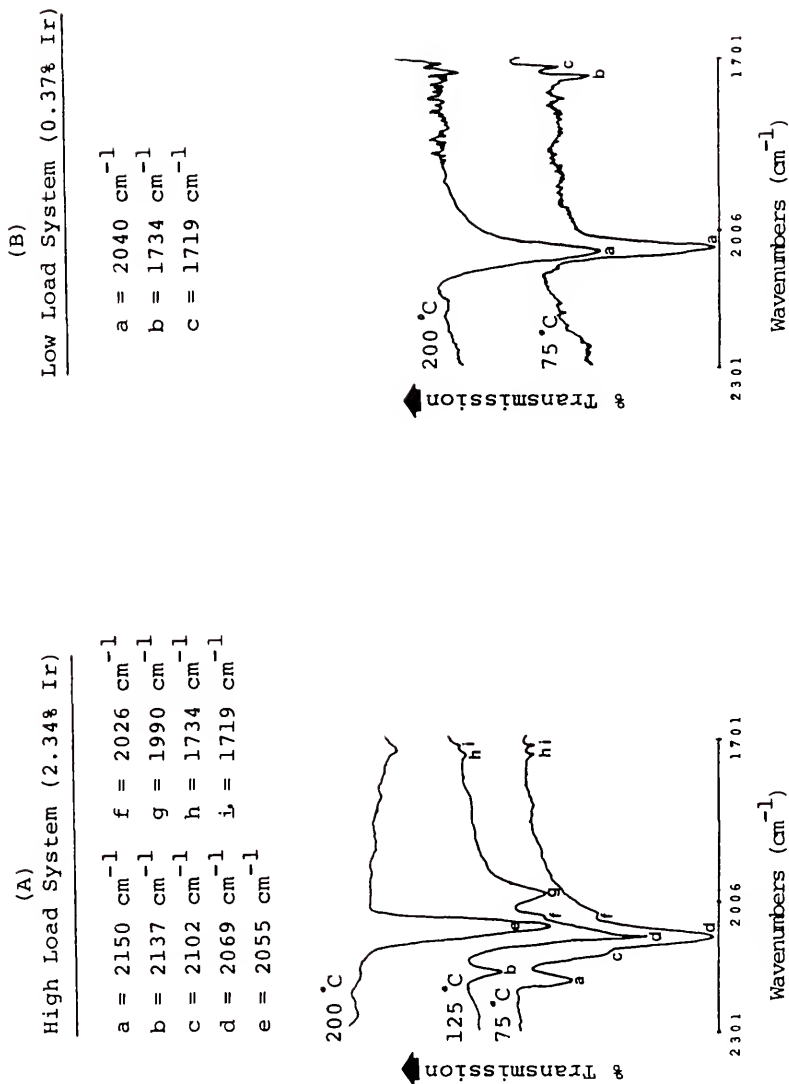 (A)
High Load System (2.34% Ir)
a = 2150 cm⁻¹ f = 2026 cm⁻¹
b = 2137 cm⁻¹ g = 1990 cm⁻¹
c = 2102 cm⁻¹ h = 1734 cm⁻¹
d = 2069 cm⁻¹ i = 1719 cm⁻¹
e = 2055 cm⁻¹
200°C
e
125°C
b
d
f
g
h i
75°C
a
c
d
f
h i
% Transmission
2301
2006
1701
Wavenumbers (cm⁻¹)
(B)
Low Load System (0.37% Ir)
a = 2040 cm⁻¹
b = 1734 cm⁻¹
c = 1719 cm⁻¹
200°C
a
75°C
a
b
c
% Transmission
2301
2006
1701
Wavenumbers (cm⁻¹)